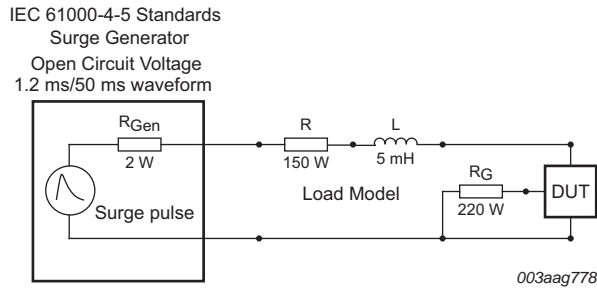 IEC 61000-4-5 Standards
Surge Generator
Open Circuit Voltage
1.2 ms/50 ms waveform
RGen
2 W
Surge pulse
R
150 W
L
5 mH
Load Model
RG
220 W
DUT
003aag778